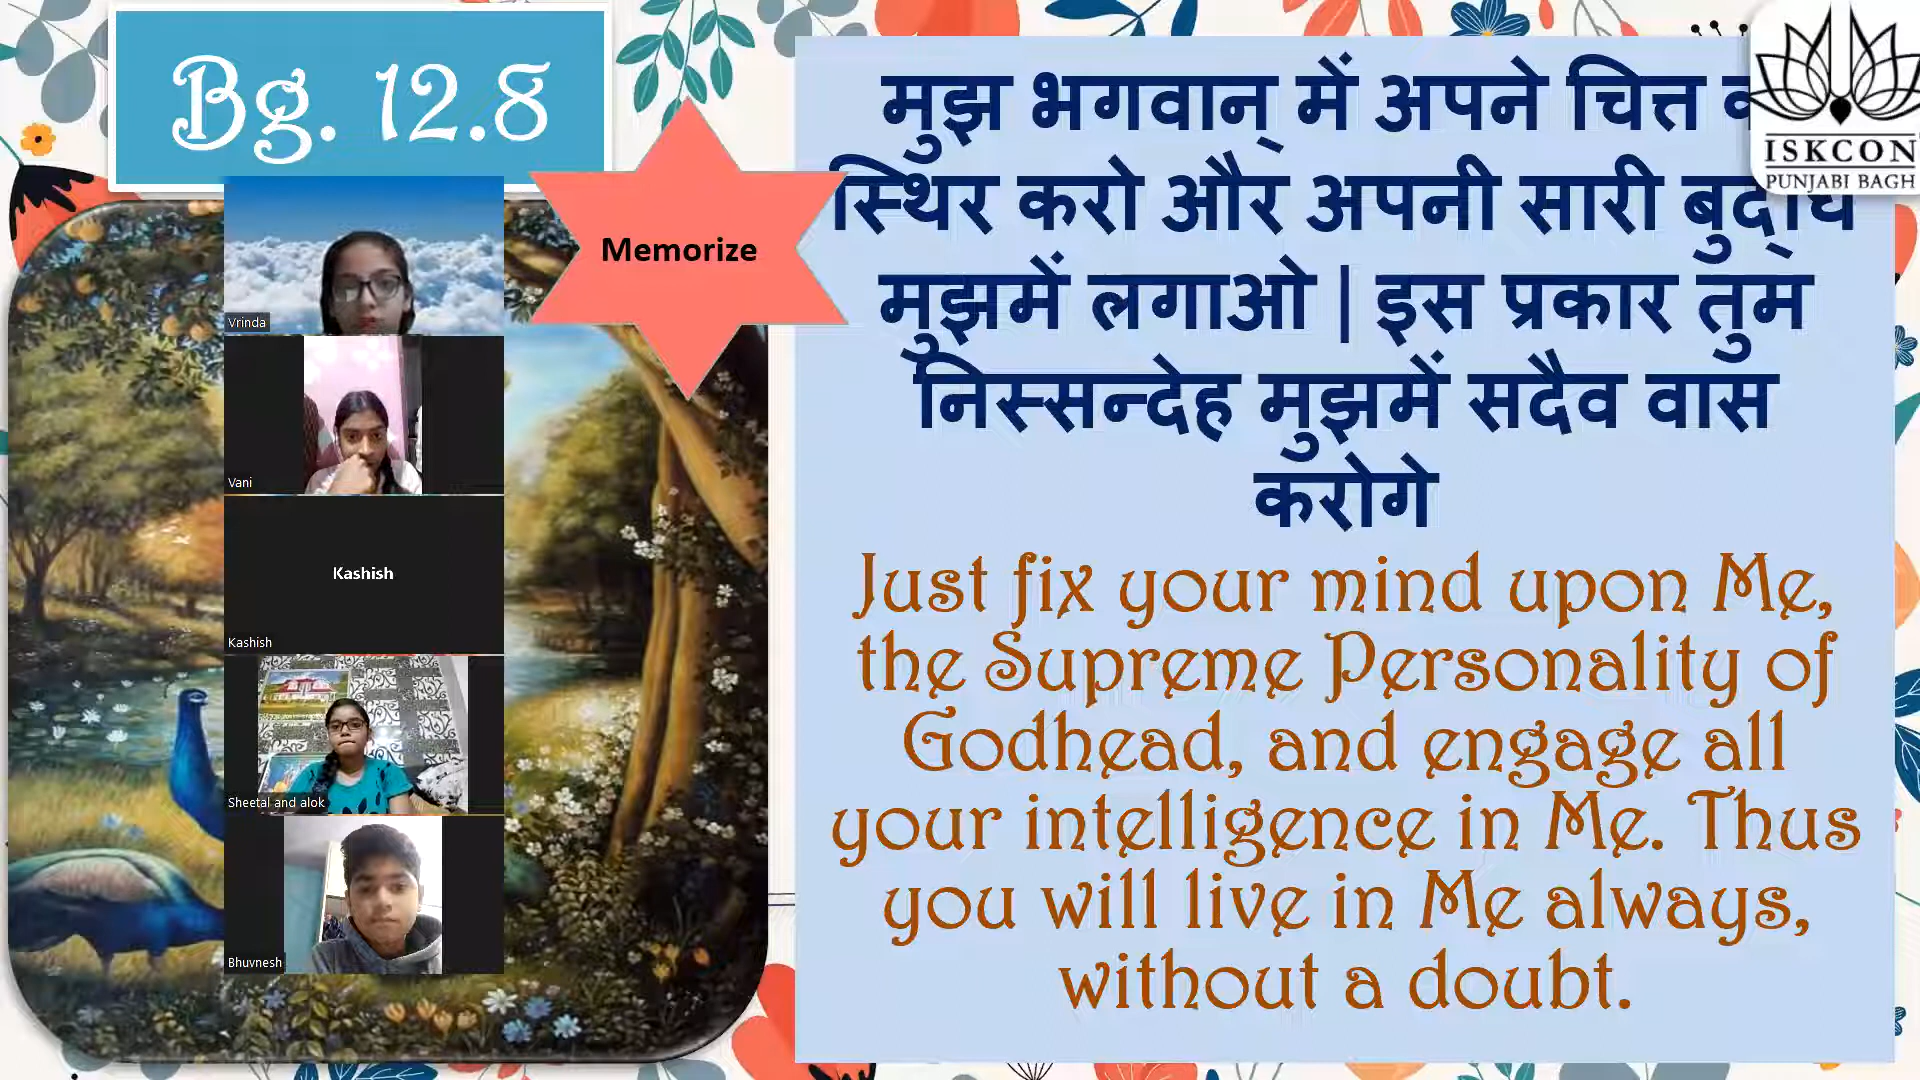 Bg. 12.8
Memorize
मुझ भगवान् में अपने चित्त
स्थिर करो और अपनी सारी बुद्धि
मुझमें लगाओ | इस प्रकार तुम
निस्सन्देह मुझमें सदैव वास
करोगे
Just fix your mind upon Me,
the Supreme Personality of
Godhead, and engage all
your intelligence in Me. Thus
you will live in Me always,
without a doubt.
ISKCON
PUNJABI BAGH
Vrinda
Vani
Kashish
Kashish
Sheetal and alok
Bhuvnesh